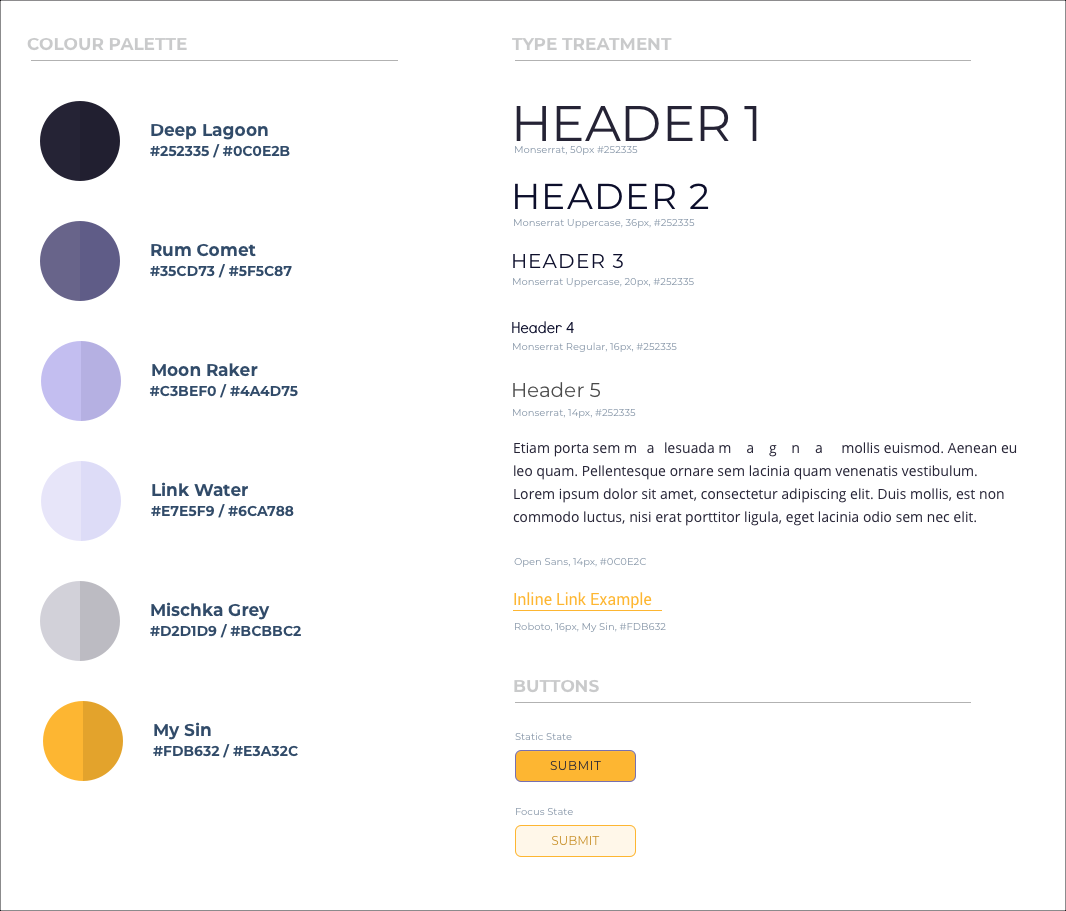 COLOUR PALETTE
Deep Lagoon
#252335 / #0C0E2B
Rum Comet
#35CD73 / #5F5C87
Moon Raker
#C3BEF0 / #4A4D75
Link Water
#E7E5F9 / #6CA788
Mischka Grey
#D2D1D9 / #BCBBC2
My Sin
#FDB632 / #E3A32C
TYPE TREATMENT
HEADER 1
Monserrat, 50px #252335
HEADER 2
Monserrat Uppercase, 36px, #252335
HEADER 3
Monserrat Uppercase, 20px, #252335
Header 4
Monserrat Regular, 16px, #252335
Header 5
Monserrat, 14px, #252335
Etiam porta sem m a lesuada m a g n a mollis euismod. Aenean eu
leo quam. Pellentesque ornare sem lacinia quam venenatis vestibulum.
Lorem ipsum dolor sit amet, consectetur adipiscing elit. Duis mollis, est non
commodo luctus, nisi erat porttitor ligula, eget lacinia odio sem nec elit.
Open Sans, 14px, #0C0E2C
Inline Link Example
Roboto, 16px, My Sin, #FDB632
BUTTONS
Static State
SUBMIT
Focus State
SUBMIT